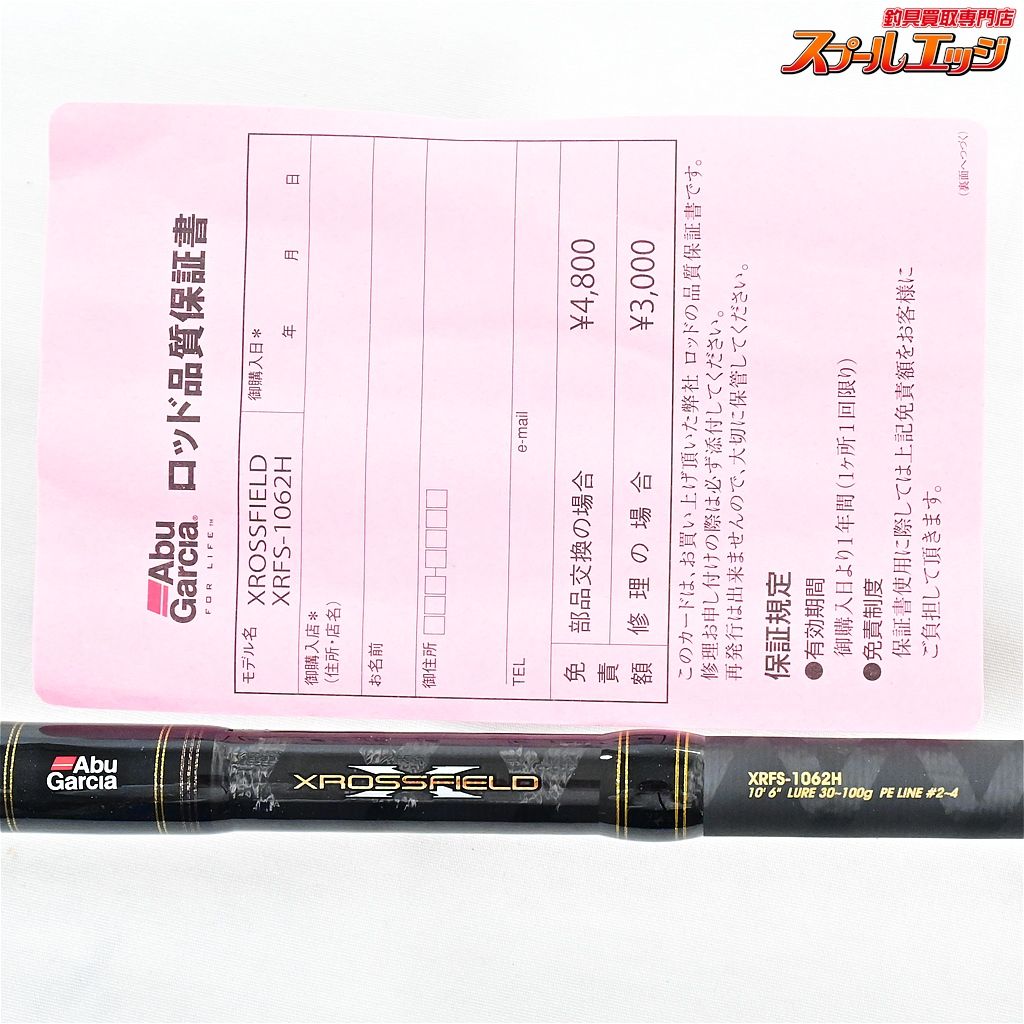 釣具買取専門店
スプールエッジ
Abu
Garcia®
FOR LIFE™
ロッド品質保証書
モデル名
XROSSFIELD
XRFS-1062H
御購入日*
年 月 日
御購入店*
(住所・店名)
お名前
御住所
TEL
e-mail
免責額
部品交換の場合 ¥4,800
修理の場合 ¥3,000
このカードは、お買い上げ頂いた弊社 ロッドの品質保証書です。
修理お申し付けの際は必ず添付してください。
再発行は出来ませんので、大切に保管してください。
保証規定
●有効期間
御購入日より1年間(1ヶ所1回限り)
●免責制度
保証書使用に際しては上記免責額をお客様に
ご負担して頂きます。
(裏面へつづく)
Abu
Garcia
XROSSFIELD
XRFS-1062H
10' 6" LURE 30~100g PE LINE #2~4